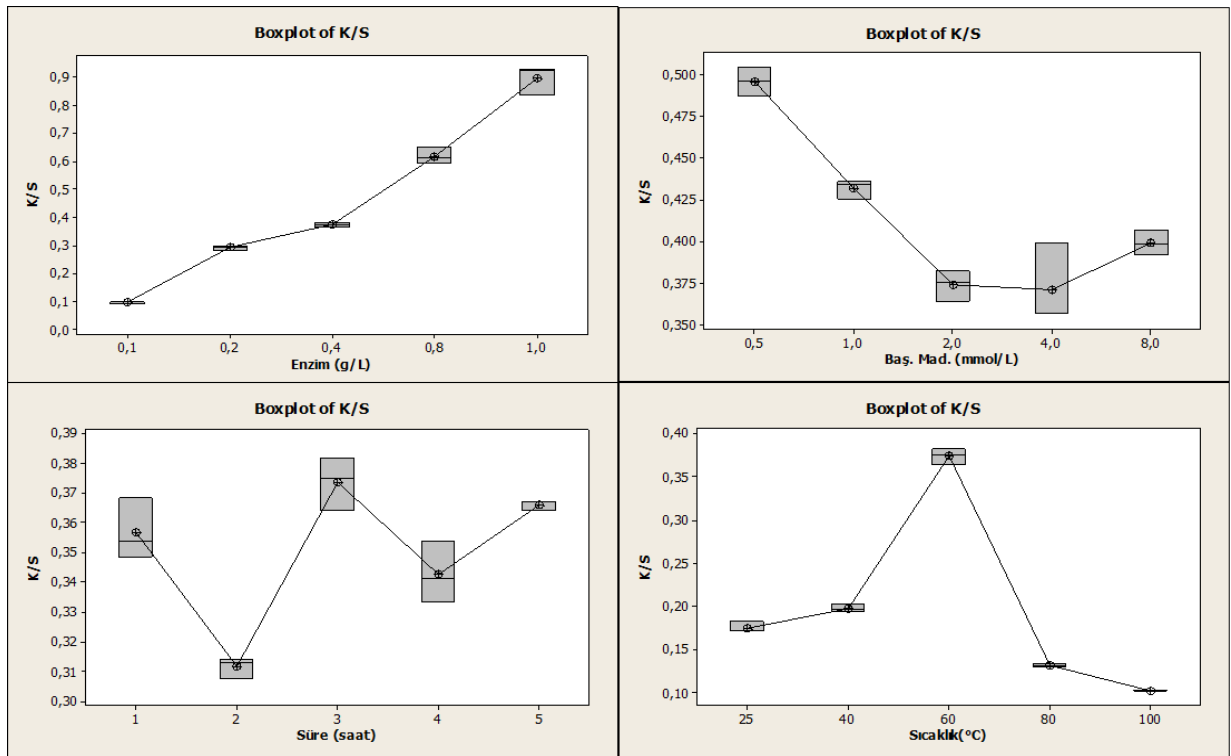 Boxplot of K/S
K/S
0,9
0,8
0,7
0,6
0,5
0,4
0,3
0,2
0,1
0,0
0,1 0,2 0,4 0,8 1,0
Enzim (g/L)
Boxplot of K/S
K/S
0,500
0,475
0,450
0,425
0,400
0,375
0,350
0,5 1,0 2,0 4,0 8,0
Baş. Mad. (mmol/L)
Boxplot of K/S
K/S
0,39
0,38
0,37
0,36
0,35
0,34
0,33
0,32
0,31
0,30
1 2 3 4 5
Süre (saat)
Boxplot of K/S
K/S
0,40
0,35
0,30
0,25
0,20
0,15
0,10
25 40 60 80 100
Sıcaklık(°C)